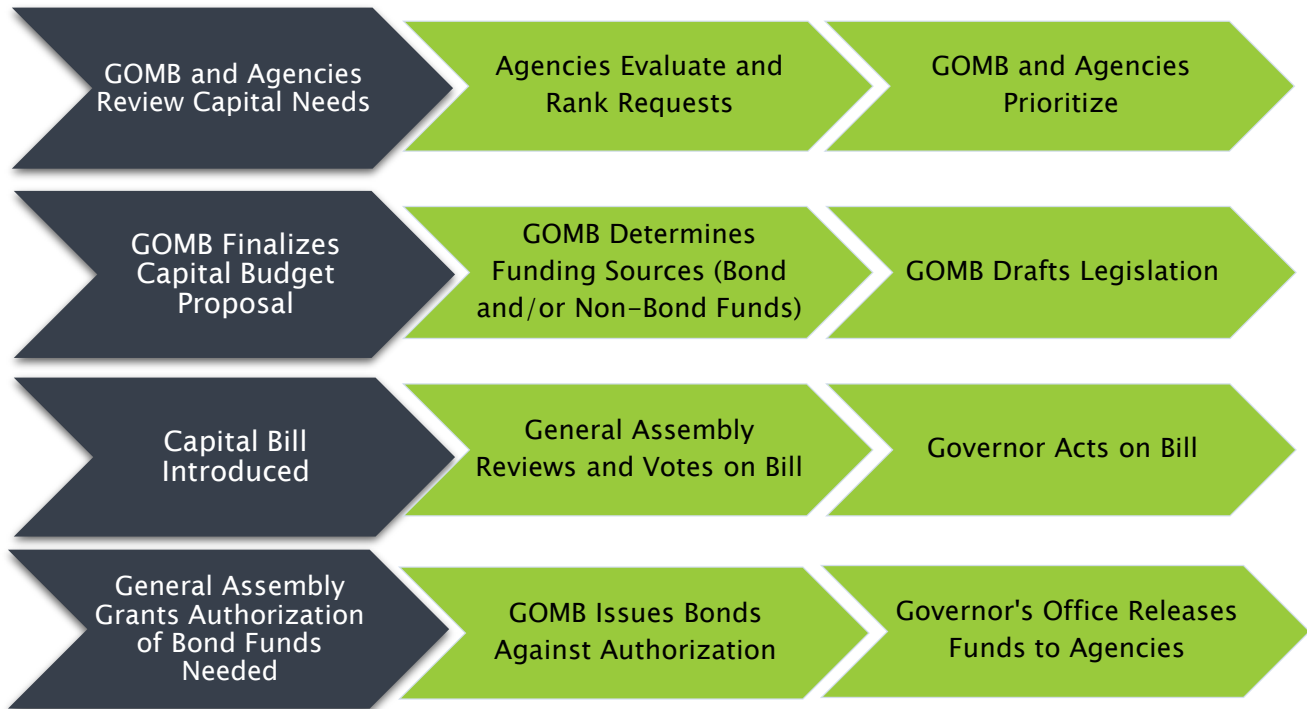 GOMB and Agencies
Review Capital Needs
Agencies Evaluate and
Rank Requests
GOMB and Agencies
Prioritize
GOMB Finalizes
Capital Budget
Proposal
GOMB Determines
Funding Sources (Bond
and/or Non-Bond Funds)
GOMB Drafts Legislation
Capital Bill
Introduced
General Assembly
Reviews and Votes on Bill
Governor Acts on Bill
General Assembly
Grants Authorization
of Bond Funds
Needed
GOMB Issues Bonds
Against Authorization
Governor's Office Releases
Funds to Agencies